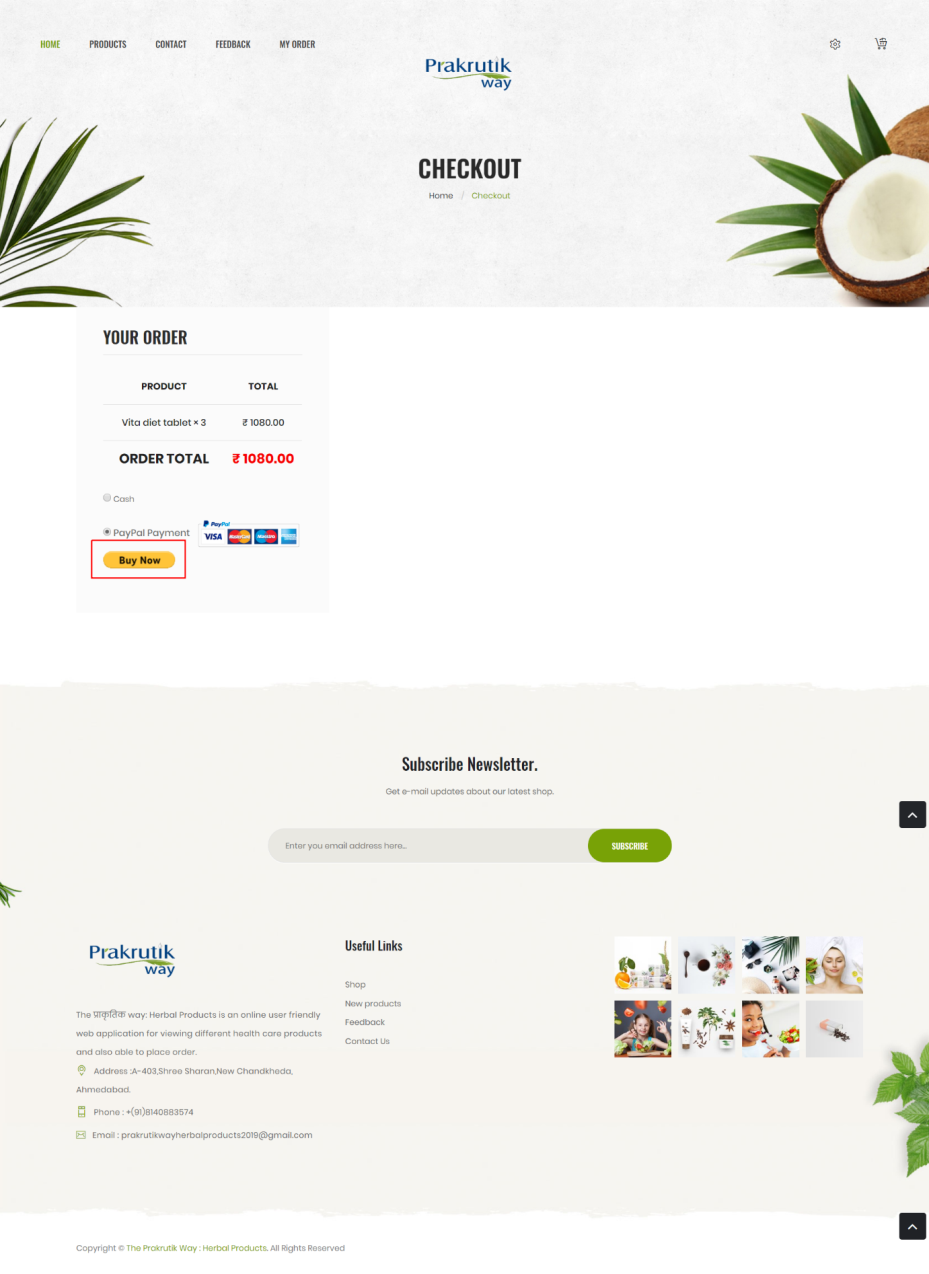 HOME PRODUCTS CONTACT FEEDBACK MY ORDER
Prakrutik
way
CHECKOUT
Home / Checkout
YOUR ORDER
PRODUCT TOTAL
Vita diet tablet × 3 ₹ 1080.00
ORDER TOTAL ₹ 1080.00
Cash
PayPal Payment
PayPal
VISA MasterCard Maestro
Buy Now
Subscribe Newsletter.
Get e-mail updates about our latest shop.
Enter you email address here...
SUBSCRIBE
Prakrutik
way
The प्राकृतिक way: Herbal Products is an online user friendly
web application for viewing different health care products
and also able to place order.
Address :A-403,Shree Sharan,New Chandkheda,
Ahmedabad.
Phone : +(91)8140883574
Email : prakrutikwayherbalproducts2019@gmail.com
Useful Links
Shop
New products
Feedback
Contact Us
Copyright © The Prakrutik Way : Herbal Products. All Rights Reserved